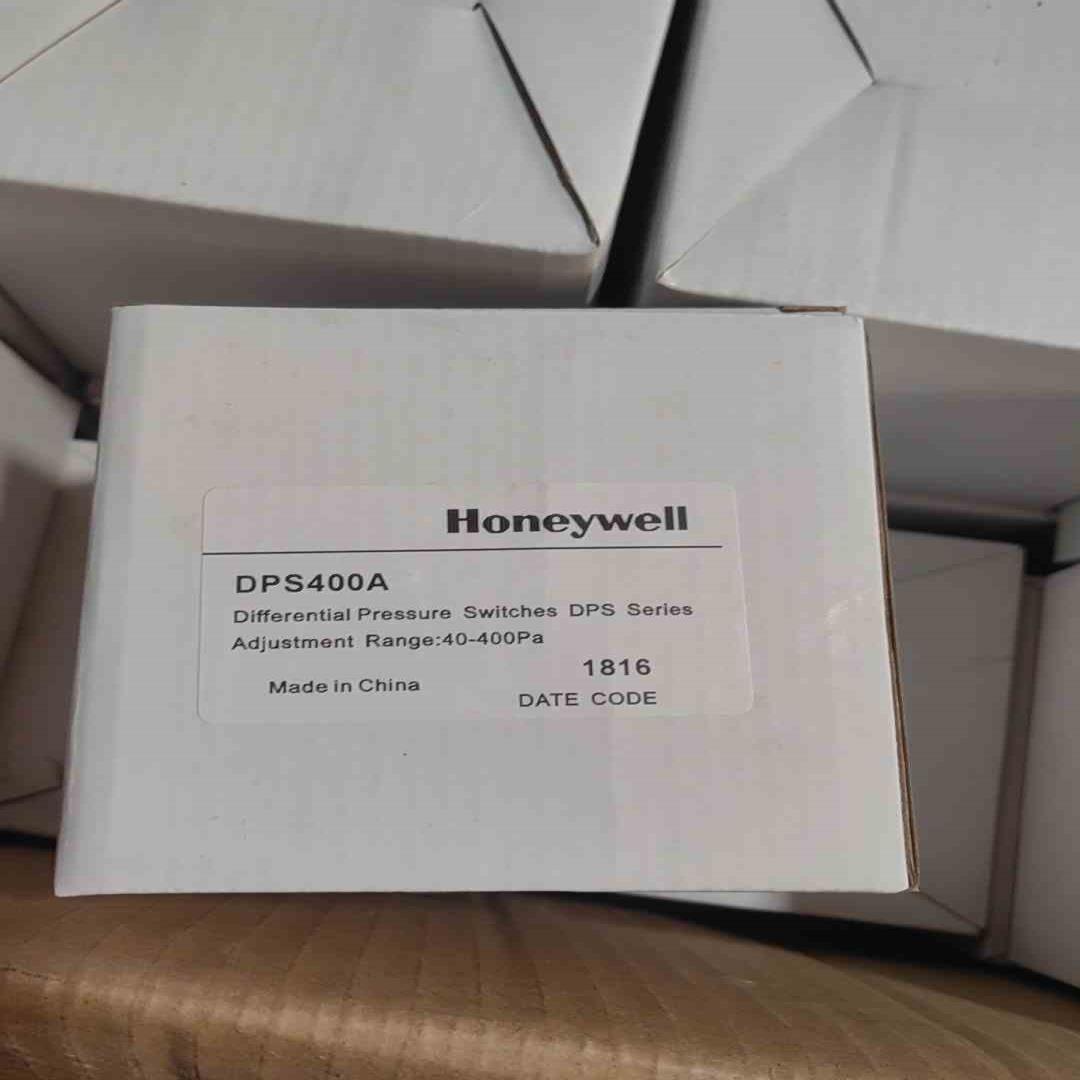 Honeywell
DPS400A
Differential Pressure Switches DPS Series
Adjustment Range:40-400Pa
1816
Made in China
DATE CODE